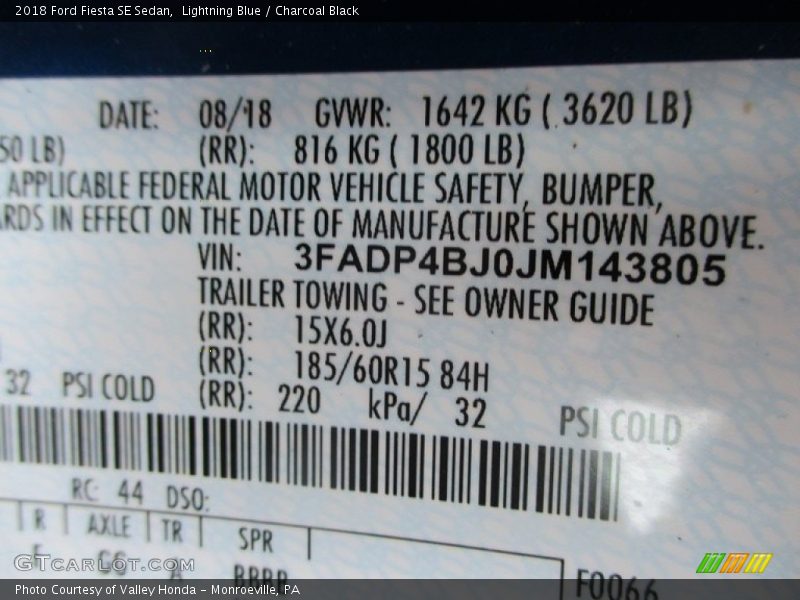 2018 Ford Fiesta SE Sedan,  Lightning Blue / Charcoal Black
DATE: 08/18 GVWR: 1642 KG ( 3620 LB)
50 LB) (RR): 816 KG ( 1800 LB)
APPLICABLE FEDERAL MOTOR VEHICLE SAFETY, BUMPER,
RDS IN EFFECT ON THE DATE OF MANUFACTURE SHOWN ABOVE.
VIN: 3FADP4BJ0JM143805
TRAILER TOWING - SEE OWNER GUIDE
(RR): 15X6.0J
(RR): 185/60R15 84H
32 PSI COLD (RR): 220 kPa/ 32 PSI COLD
RC: 44 DSO:
R AXLE TR SPR
F0066
GTCARLOT.COM
Photo Courtesy of Valley Honda - Monroeville, PA